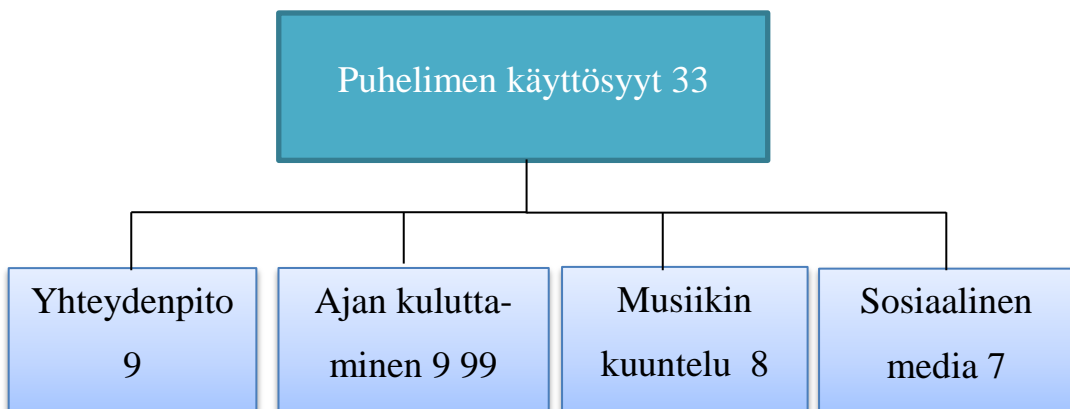 Puhelimen käyttösyyt 33
Yhteydenpito
9
Ajan kulutta-
minen 9 99
Musiikin
kuuntelu 8
Sosiaalinen
media 7